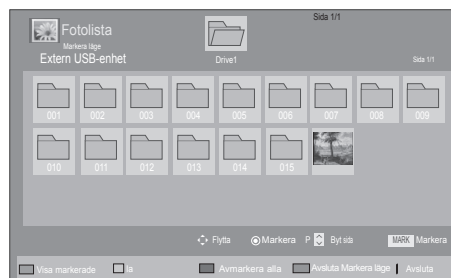 Sida 1/1
Fotolista
Markera läge
Extern USB-enhet
Drive1
Sida 1/1
001 002 003 004 005 006 007 008 009
010 011 012 013 014 015
Flytta Markera P Byt sida MARK Markera
Visa markerade la Avmarkera alla Avsluta Markera läge Avsluta